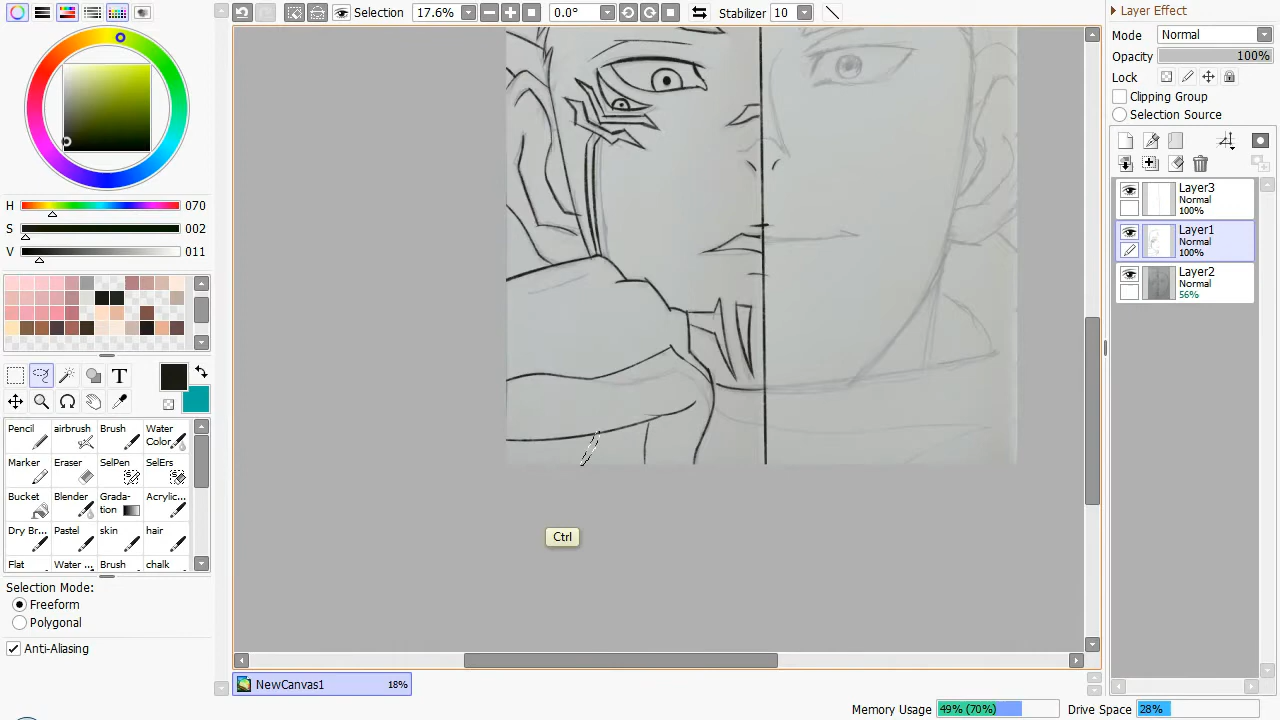 Selection 17.6% 0.0° Stabilizer 10
Layer Effect
Mode Normal
Opacity 100%
Lock
Clipping Group
Selection Source
H 070
S 002
V 011
Layer3
Normal
100%
Layer1
Normal
100%
Layer2
Normal
56%
T
Pencil airbrush Brush Water Color...
Marker Eraser SelPen SelErs
Bucket Blender Grada-tion Acrylic...
Dry Br... Pastel skin hair
Flat Water ... Brush chalk
Selection Mode:
Freeform
Polygonal
Anti-Aliasing
Ctrl
NewCanvas1 18%
Memory Usage 49% (70%) Drive Space 28%